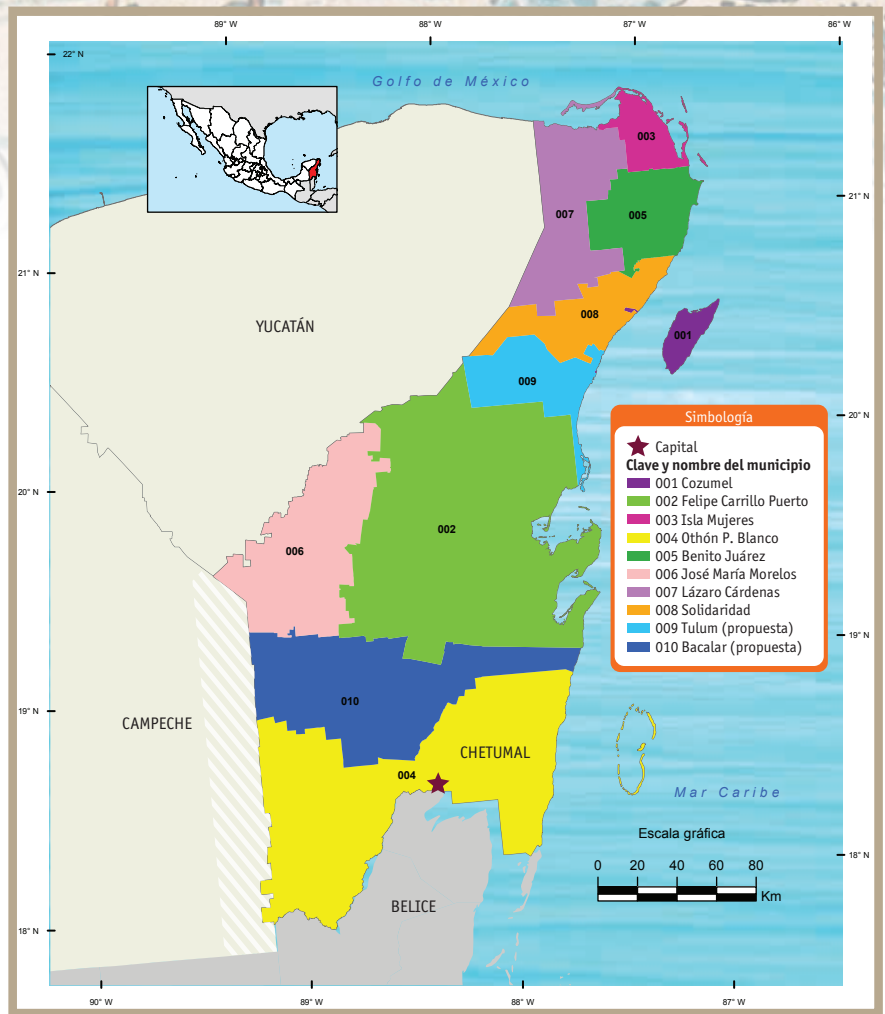 89° W
88° W
87° W
86° W
22° N
Golfo de México
003
21° N
007
005
21° N
YUCATÁN
008
001
009
20° N
Simbología
Capital
Clave y nombre del municipio
001 Cozumel
002 Felipe Carrillo Puerto
003 Isla Mujeres
004 Othón P. Blanco
005 Benito Juárez
006 José María Morelos
007 Lázaro Cárdenas
008 Solidaridad
009 Tulum (propuesta)
010 Bacalar (propuesta)
20° N
002
006
19° N
19° N
010
CAMPECHE
CHETUMAL
004
Mar Caribe
Escala gráfica
0 20 40 60 80
Km
18° N
BELICE
18° N
90° W
89° W
88° W
87° W